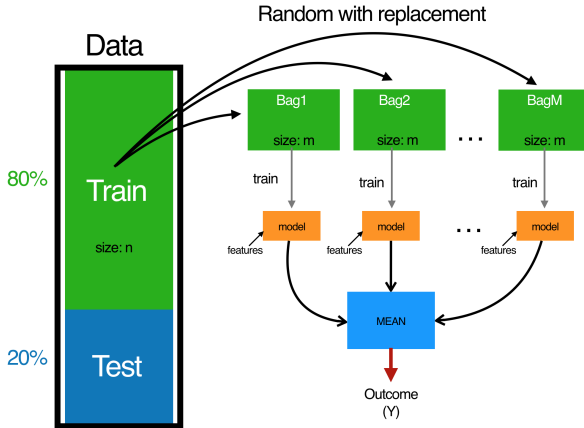 Random with replacement
Data
80%
Train
size: n
20%
Test
Bag1
size: m
Bag2
size: m
...
BagM
size: m
train
train
train
model
model
...
model
features
features
features
MEAN
Outcome
(Y)